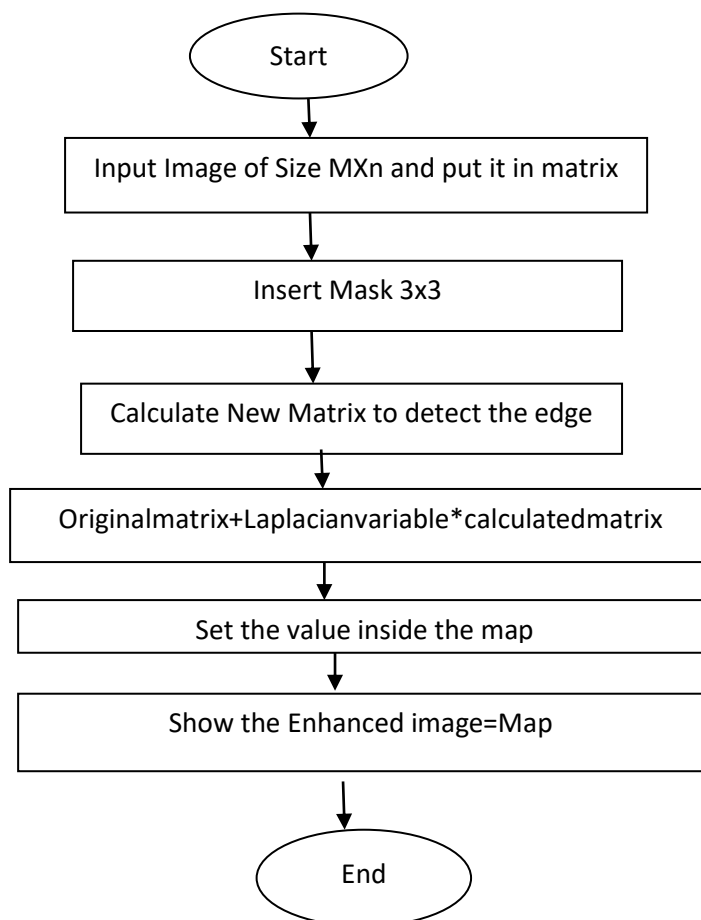 Start
Input Image of Size MXn and put it in matrix
Insert Mask 3x3
Calculate New Matrix to detect the edge
Originalmatrix+Laplacianvariable*calculatedmatrix
Set the value inside the map
Show the Enhanced image=Map
End